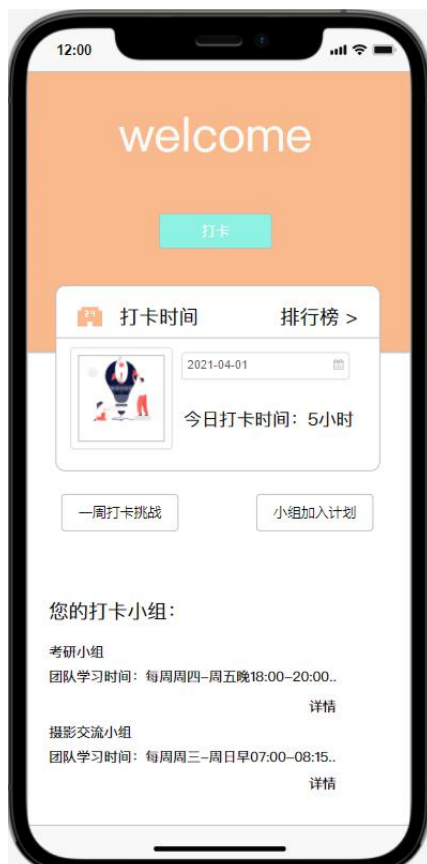 12:00
welcome
打卡
24 打卡时间 排行榜 >
2021-04-01
今日打卡时间：5小时
一周打卡挑战 小组加入计划
您的打卡小组：
考研小组
团队学习时间：每周周四–周五晚18:00–20:00..
详情
摄影交流小组
团队学习时间：每周周三–周日早07:00–08:15..
详情